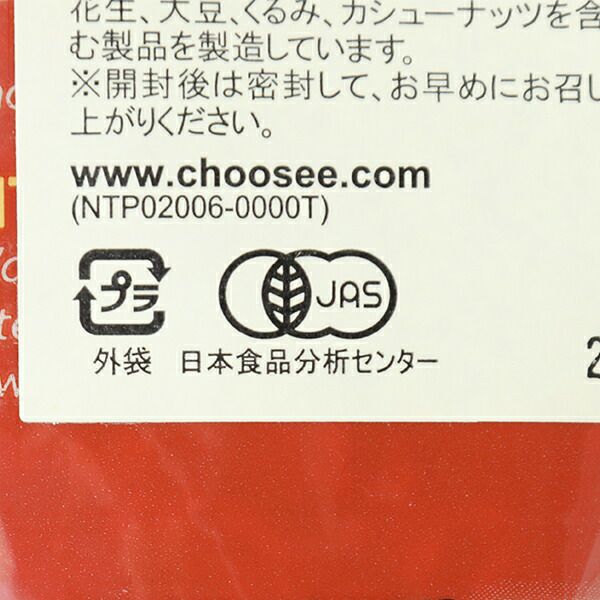 花生、大豆、くるみ、カシューナッツを含
む製品を製造しています。
※開封後は密封して、お早めにお召し
上がりください。
www.choosee.com
(NTP02006-0000T)
プラ
JAS
外袋 日本食品分析センター
2